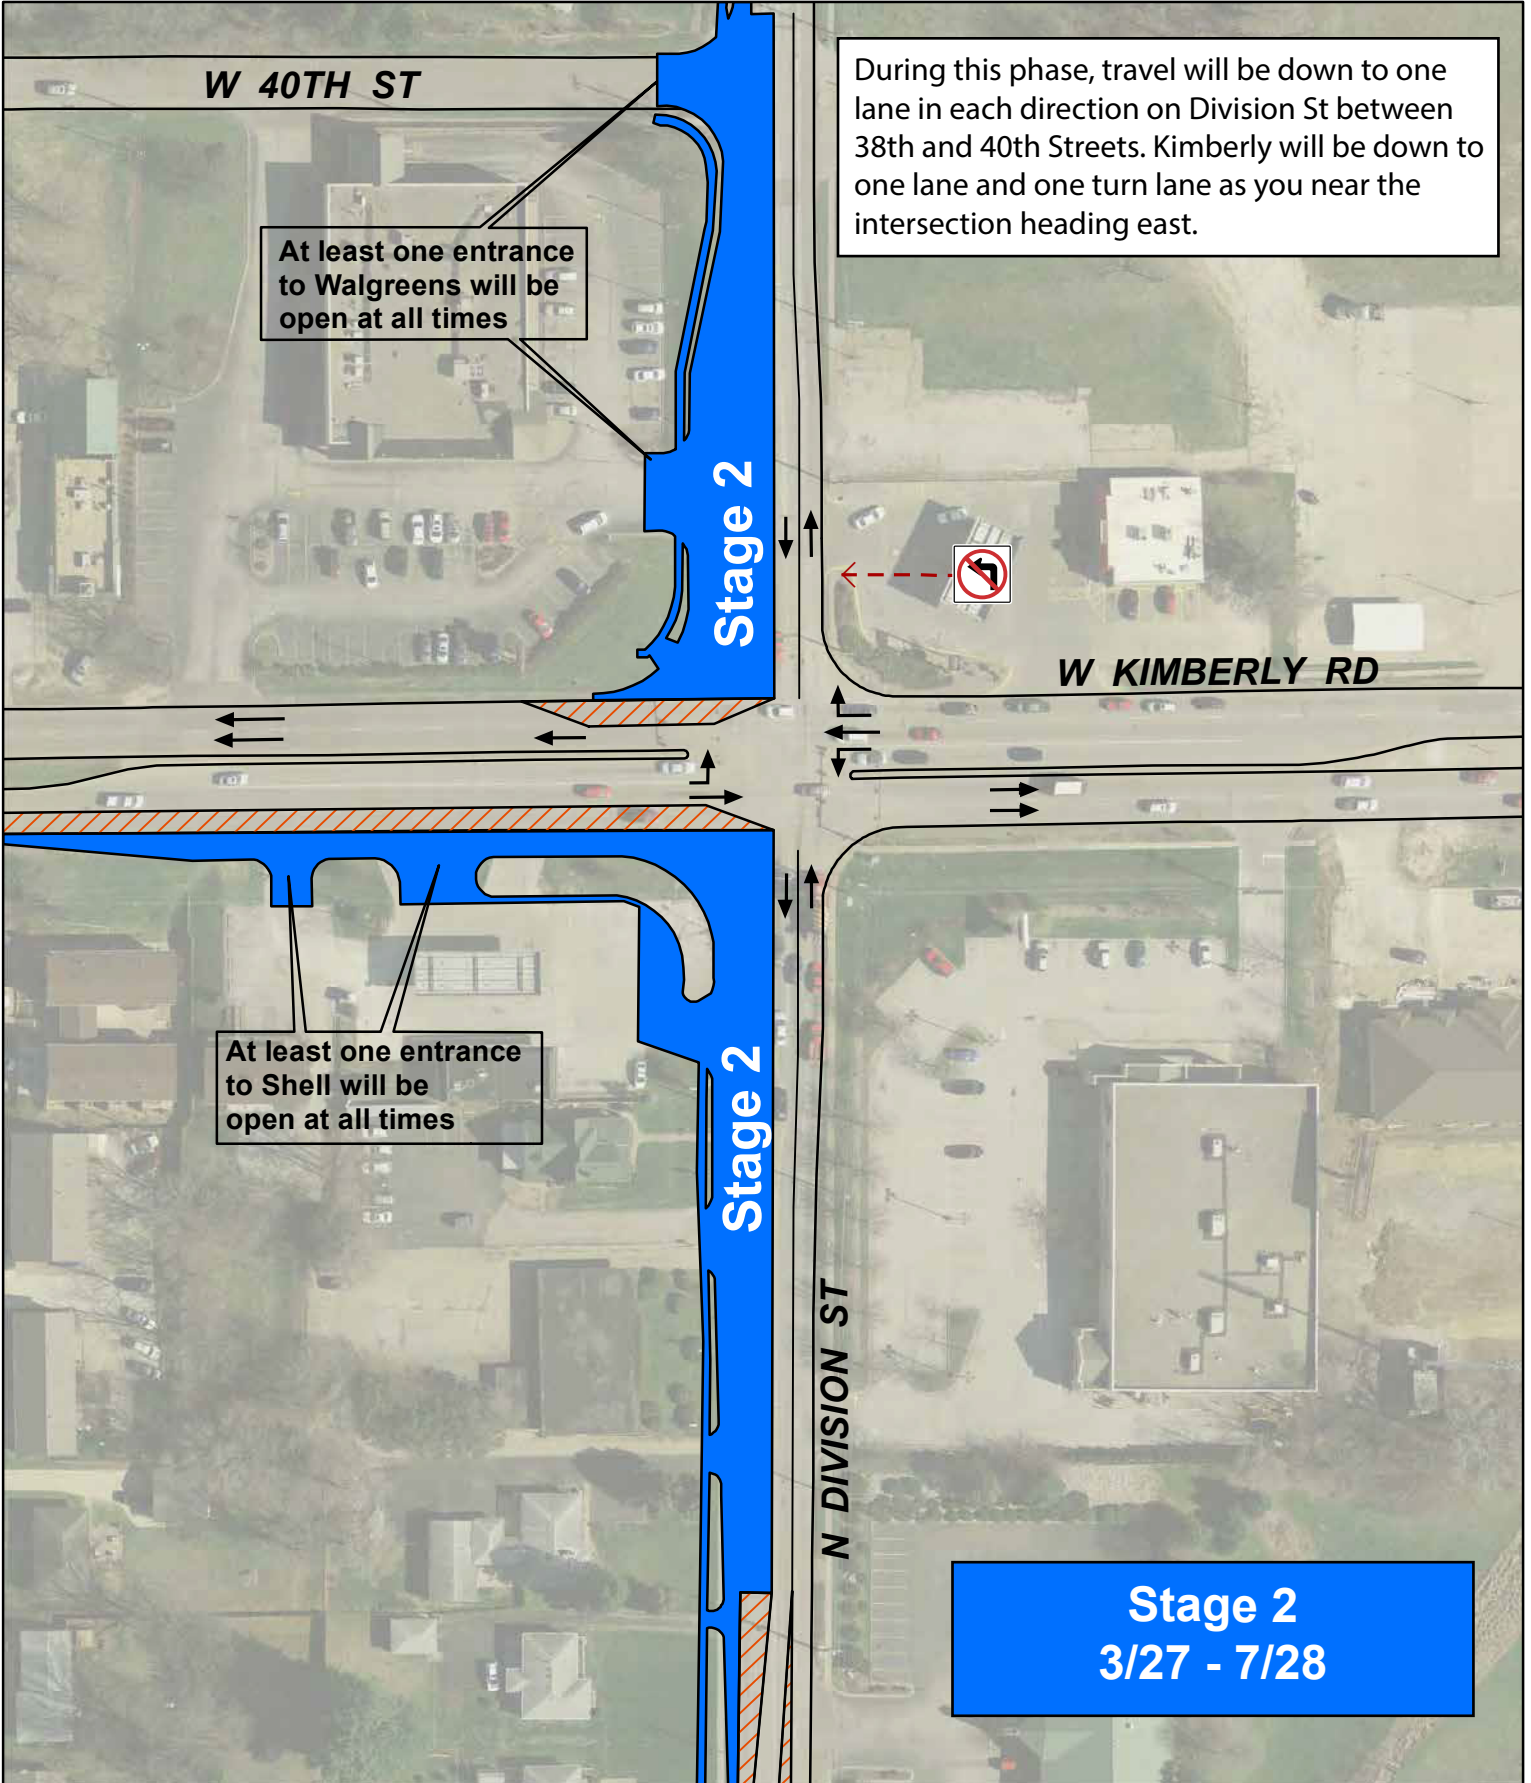 W 40TH ST
During this phase, travel will be down to one
lane in each direction on Division St between
38th and 40th Streets. Kimberly will be down to
one lane and one turn lane as you near the
intersection heading east.
At least one entrance
to Walgreens will be
open at all times
Stage 2
W KIMBERLY RD
At least one entrance
to Shell will be
open at all times
Stage 2
N DIVISION ST
Stage 2
3/27 - 7/28